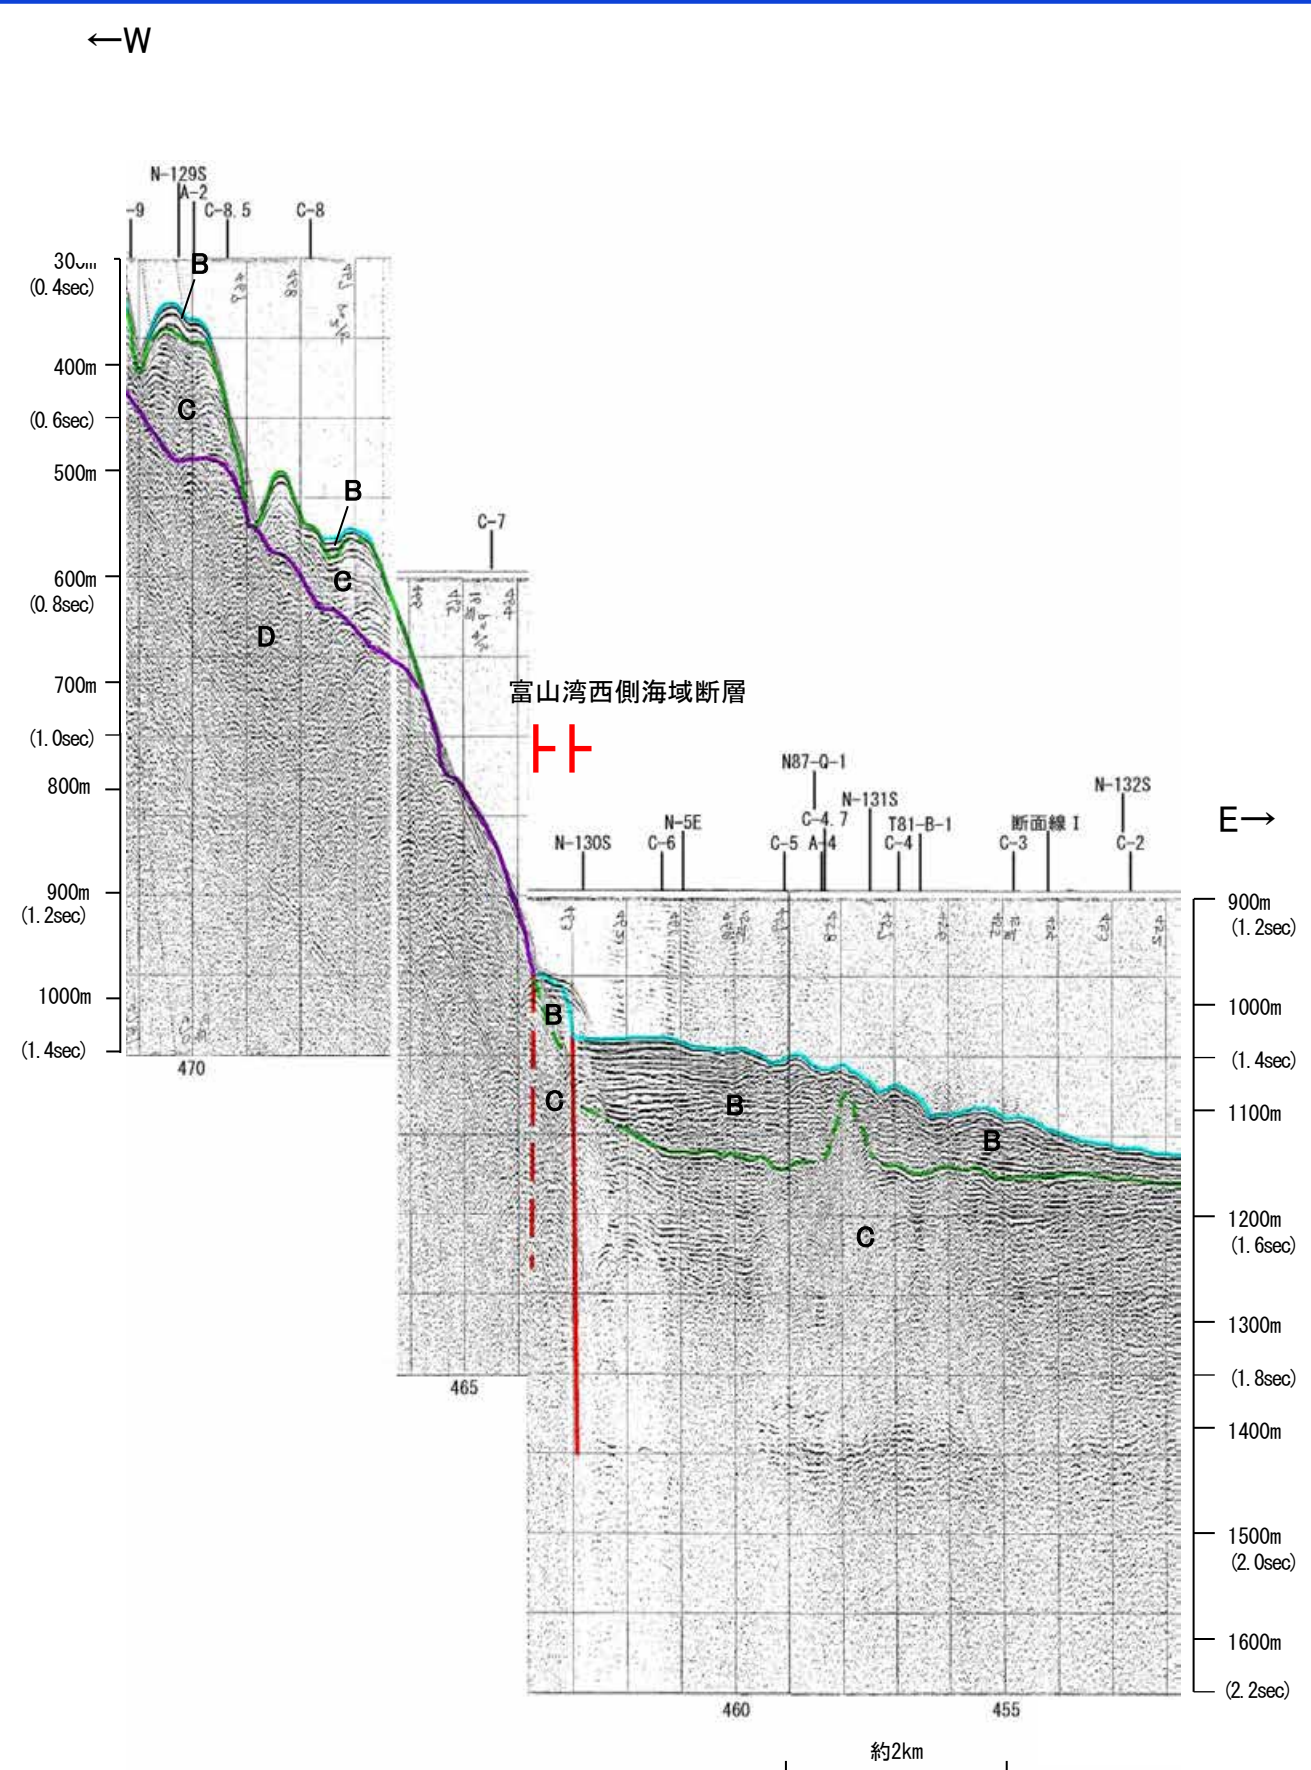 ←W
N-129S
A-2
-9
C-8.5
C-8
B
(0.4sec)
400m
C
(0.6sec)
500m
B
C-7
600m
C
(0.8sec)
D
700m
富山湾西側海域断層
(1.0sec)
N87-Q-1
800m
N-132S
N-131S
E→
C-4.7
N-5E
T81-B-1
断面線Ⅰ
N-130S
C-6
C-5
A-4
C-4
C-3
C-2
900m
(1.2sec)
900m
(1.2sec)
1000m
1000m
B
(1.4sec)
(1.4sec)
470
C
B
1100m
B
1200m
C
(1.6sec)
1300m
465
(1.8sec)
1400m
1500m
(2.0sec)
1600m
(2.2sec)
460
455
約2km